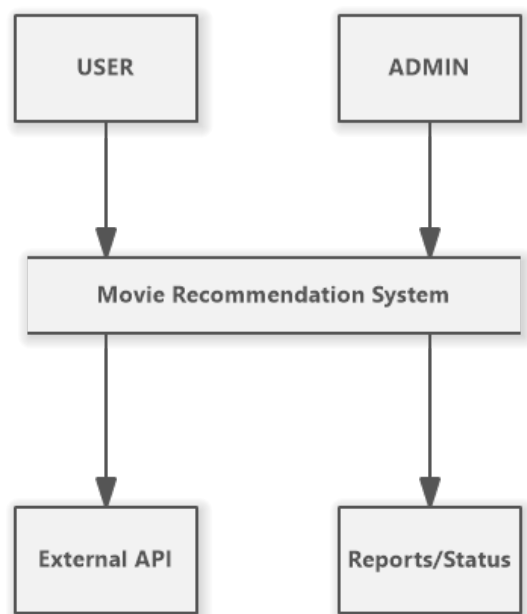 USER
ADMIN
Movie Recommendation System
External API
Reports/Status